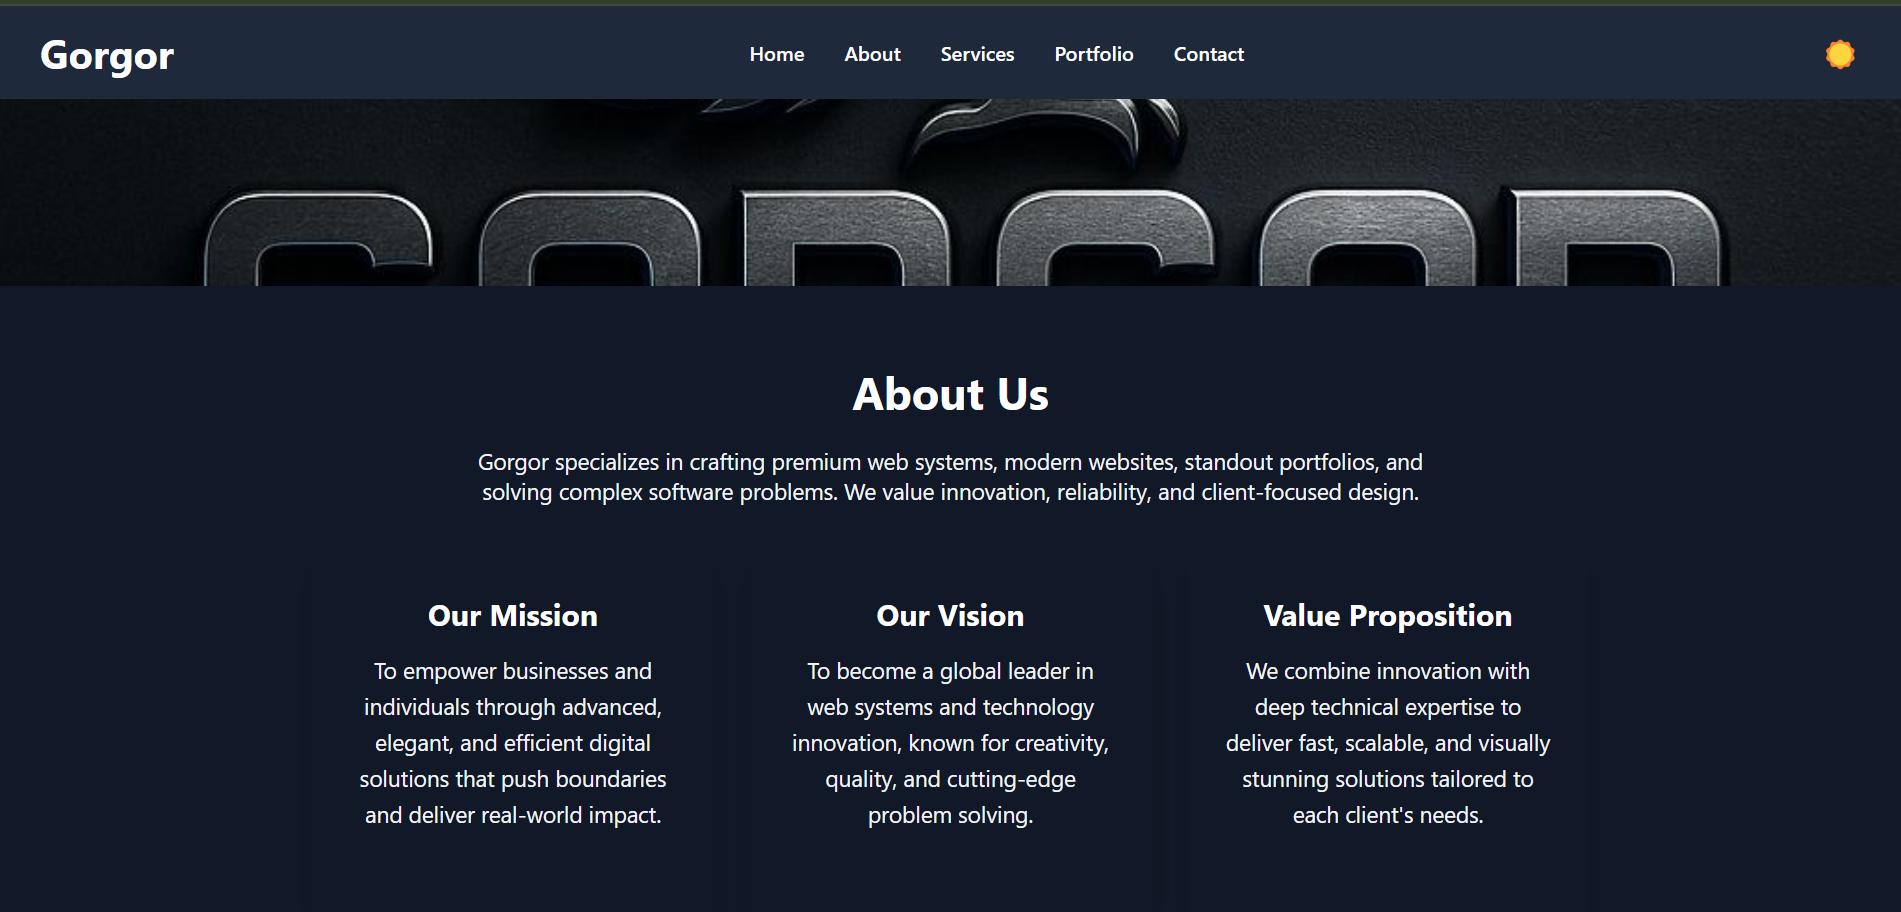 Gorgor
Home About Services Portfolio Contact
GORGOR
About Us
Gorgor specializes in crafting premium web systems, modern websites, standout portfolios, and
solving complex software problems. We value innovation, reliability, and client-focused design.
Our Mission
To empower businesses and
individuals through advanced,
elegant, and efficient digital
solutions that push boundaries
and deliver real-world impact.
Our Vision
To become a global leader in
web systems and technology
innovation, known for creativity,
quality, and cutting-edge
problem solving.
Value Proposition
We combine innovation with
deep technical expertise to
deliver fast, scalable, and visually
stunning solutions tailored to
each client's needs.